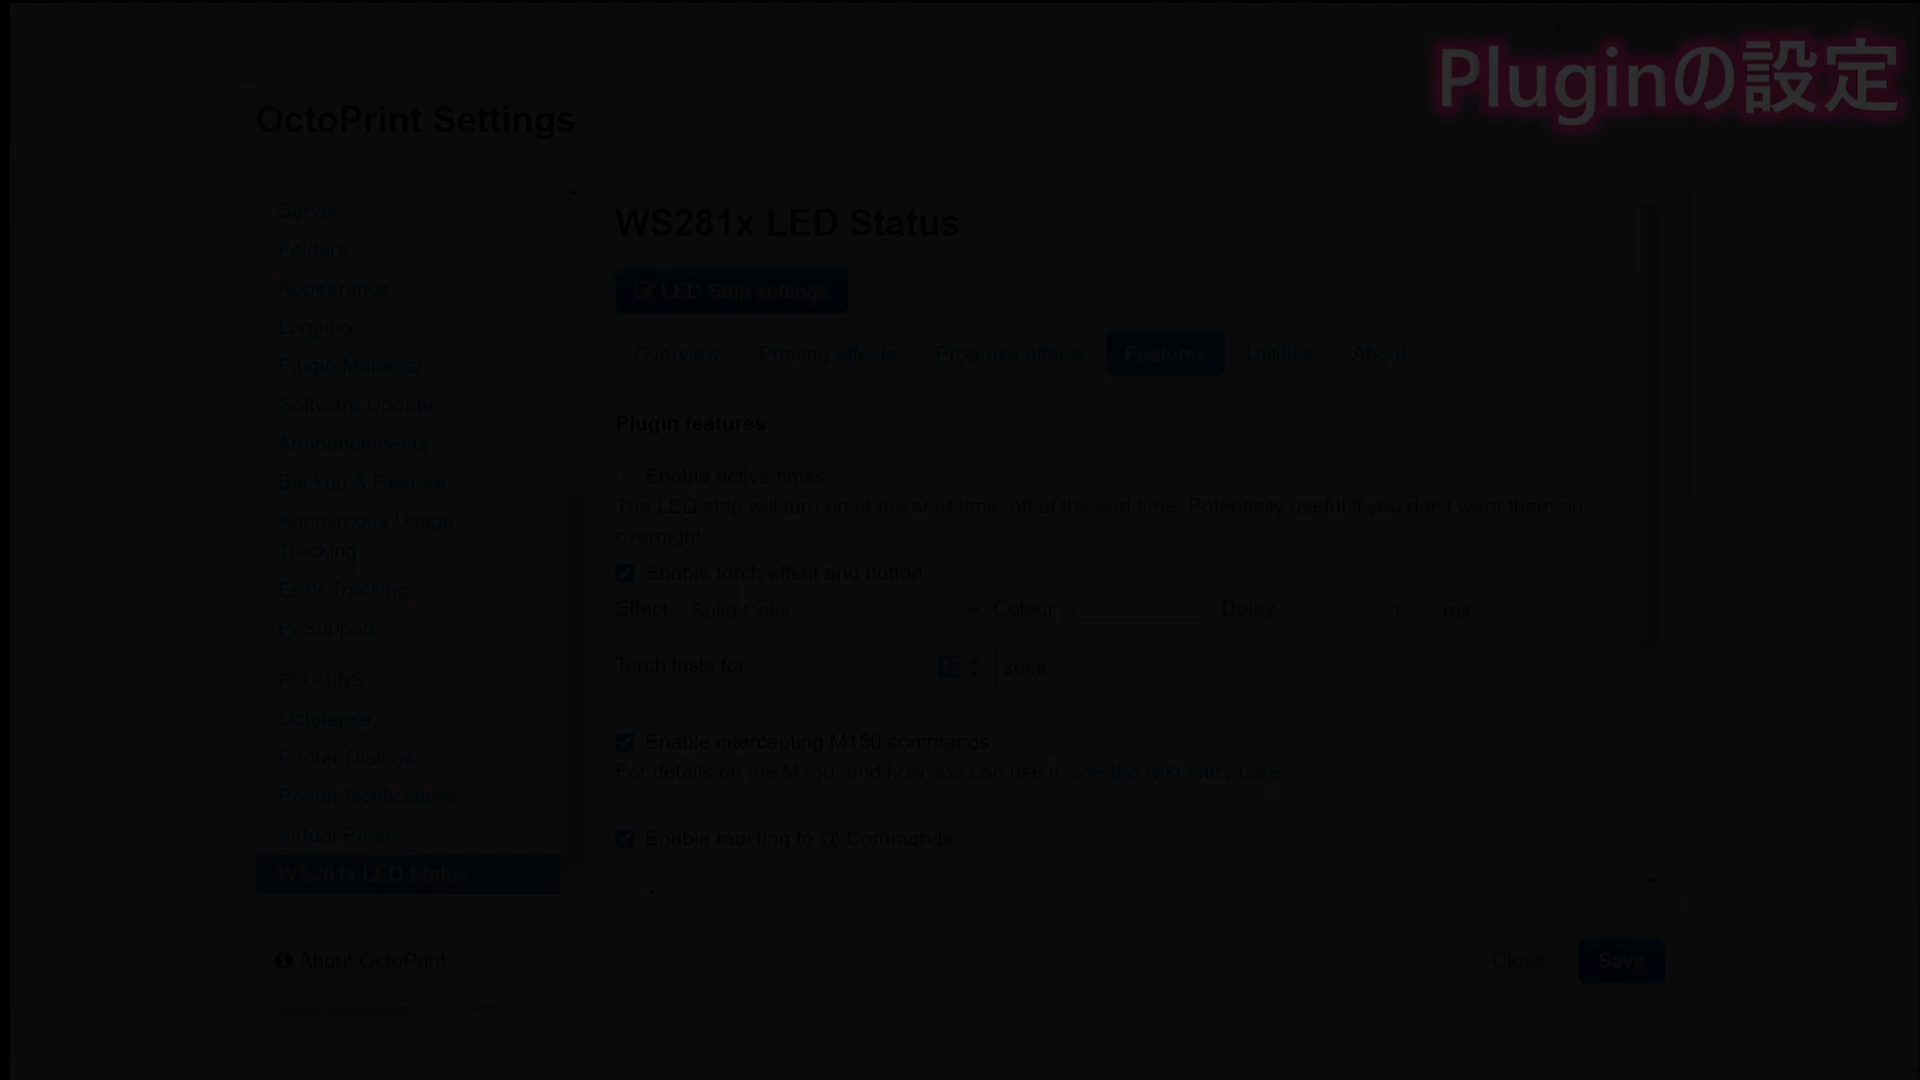 Pluginの設定
OctoPrint Settings
Server
Folders
Appearance
Logging
Plugin Manager
Software Update
Announcements
Backup & Restore
Anonymous Usage
Tracking
Error Tracking
Pi Support
PLUGINS
Octolapse
Printer Dialogs
Printer Notifications
Virtual Printer
WS281x LED Status
About OctoPrint
WS281x LED Status
LED Strip settings
Overview Printing effects Progress effects Features Utilities About
Plugin features
Enable active times
The LED strip will turn on at the start time, off at the end time. Potentially useful if you don't want them on
overnight
Enable torch effect and button
Effect Solid Color Colour Delay 1 ms
Torch lasts for 15 secs
Enable intercepting M150 commands
For details on the M150, and how you can use it, see the wiki entry here
Enable reacting to @ Commands
Close Save